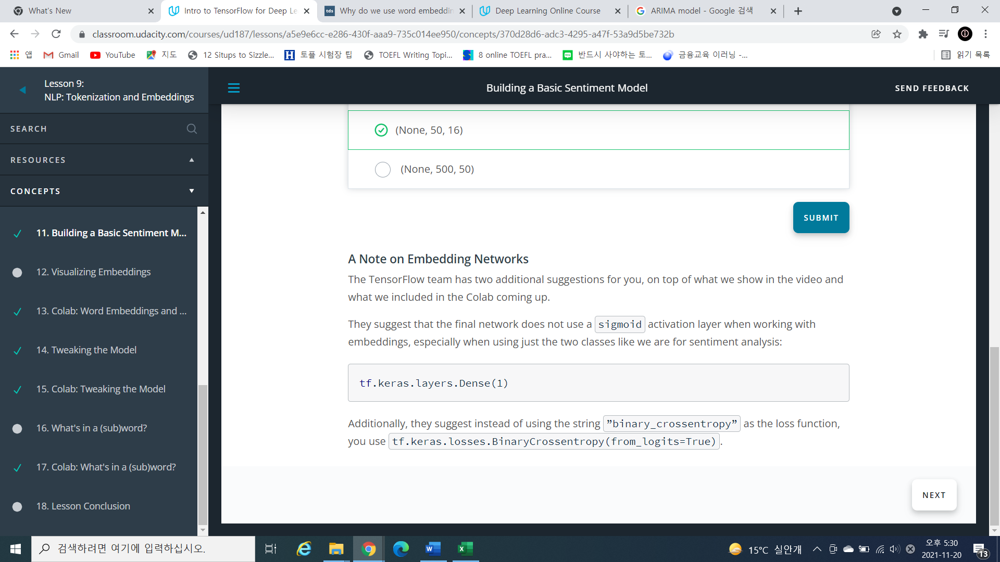 What's New
Intro to TensorFlow for Deep Le
tds Why do we use word embeddin
Deep Learning Online Course
ARIMA model - Google 검색
classroom.udacity.com/courses/ud187/lessons/a5e9e6cc-e286-430f-aaa9-735c014ee950/concepts/370d28d6-adc3-4295-a47f-53a9d5be732b
앱
Gmail
YouTube
지도
12 Situps to Sizzle...
H 토플 시험장 팁
TOEFL Writing Topi...
8 online TOEFL pra...
반드시 사야하는 토...
금융교육 이러닝 -...
읽기 목록
Lesson 9:
NLP: Tokenization and Embeddings
Building a Basic Sentiment Model
SEND FEEDBACK
SEARCH
RESOURCES
CONCEPTS
11. Building a Basic Sentiment M...
12. Visualizing Embeddings
13. Colab: Word Embeddings and ...
14. Tweaking the Model
15. Colab: Tweaking the Model
16. What's in a (sub)word?
17. Colab: What's in a (sub)word?
18. Lesson Conclusion
(None, 50, 16)
(None, 500, 50)
SUBMIT
A Note on Embedding Networks
The TensorFlow team has two additional suggestions for you, on top of what we show in the video and
what we included in the Colab coming up.
They suggest that the final network does not use a sigmoid activation layer when working with
embeddings, especially when using just the two classes like we are for sentiment analysis:
tf.keras.layers.Dense(1)
Additionally, they suggest instead of using the string ”binary_crossentropy” as the loss function,
you use tf.keras.losses.BinaryCrossentropy(from_logits=True).
NEXT
검색하려면 여기에 입력하십시오.
15°C 실안개
오후 5:30
2021-11-20
13